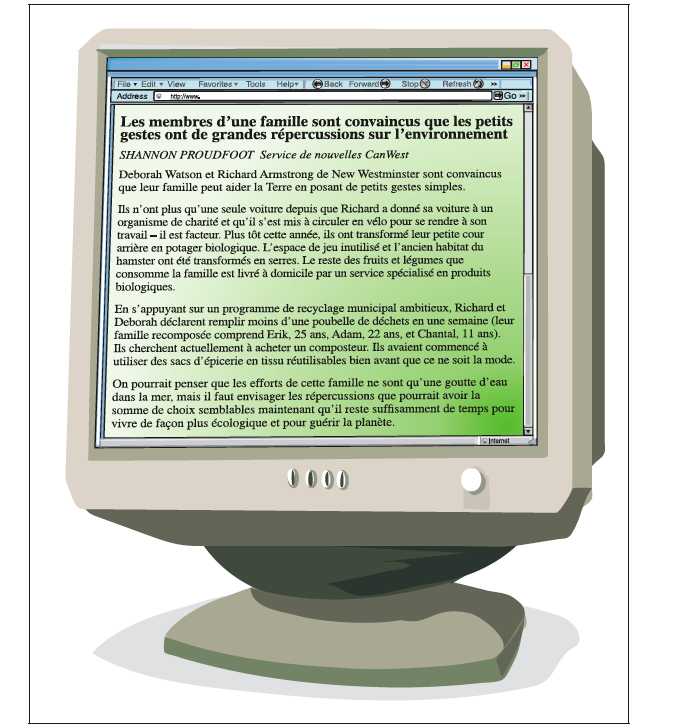 File Edit View Favorites Tools Help Back Forward Stop Refresh »
Address http://www. Go »
Les membres d'une famille sont convaincus que les petits
gestes ont de grandes répercussions sur l'environnement
SHANNON PROUDFOOT Service de nouvelles CanWest
Deborah Watson et Richard Armstrong de New Westminster sont convaincus
que leur famille peut aider la Terre en posant de petits gestes simples.
Ils n'ont plus qu'une seule voiture depuis que Richard a donné sa voiture à un
organisme de charité et qu'il s'est mis à circuler en vélo pour se rendre à son
travail – il est facteur. Plus tôt cette année, ils ont transformé leur petite cour
arrière en potager biologique. L'espace de jeu inutilisé et l'ancien habitat du
hamster ont été transformés en serres. Le reste des fruits et légumes que
consomme la famille est livré à domicile par un service spécialisé en produits
biologiques.
En s'appuyant sur un programme de recyclage municipal ambitieux, Richard et
Deborah déclarent remplir moins d'une poubelle de déchets en une semaine (leur
famille recomposée comprend Erik, 25 ans, Adam, 22 ans, et Chantal, 11 ans).
Ils cherchent actuellement à acheter un composteur. Ils avaient commencé à
utiliser des sacs d'épicerie en tissu réutilisables bien avant que ce ne soit la mode.
On pourrait penser que les efforts de cette famille ne sont qu'une goutte d'eau
dans la mer, mais il faut envisager les répercussions que pourrait avoir la
somme de choix semblables maintenant qu'il reste suffisamment de temps pour
vivre de façon plus écologique et pour guérir la planète.
Internet